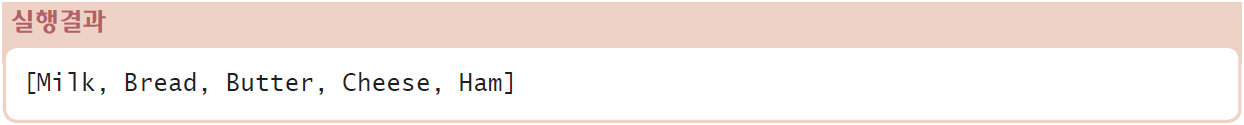 실행결과
[Milk, Bread, Butter, Cheese, Ham]